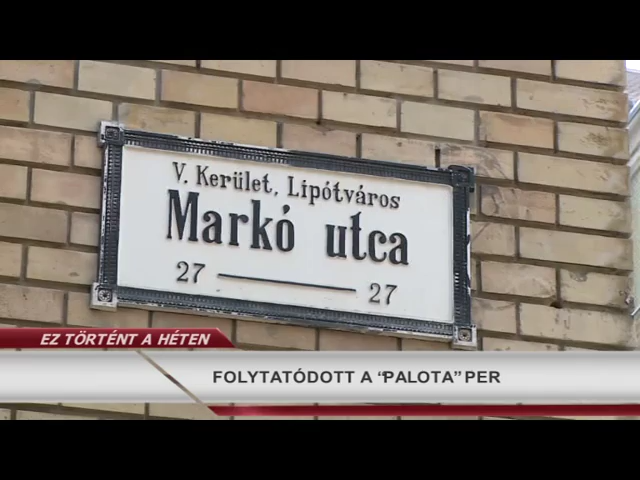 V. Kerület, Lipótváros
Markó utca
27 — 27
EZ TÖRTÉNT A HÉTEN
FOLYTATÓDOTT A “PALOTA” PER